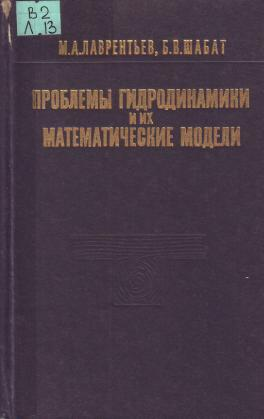 В2
Л.13
М.А.ЛАВРЕНТЬЕВ, Б.В.ШАБАТ
ПРОБЛЕМЫ ГИДРОДИНАМИКИ
И ИХ
МАТЕМАТИЧЕСКИЕ МОДЕЛИ